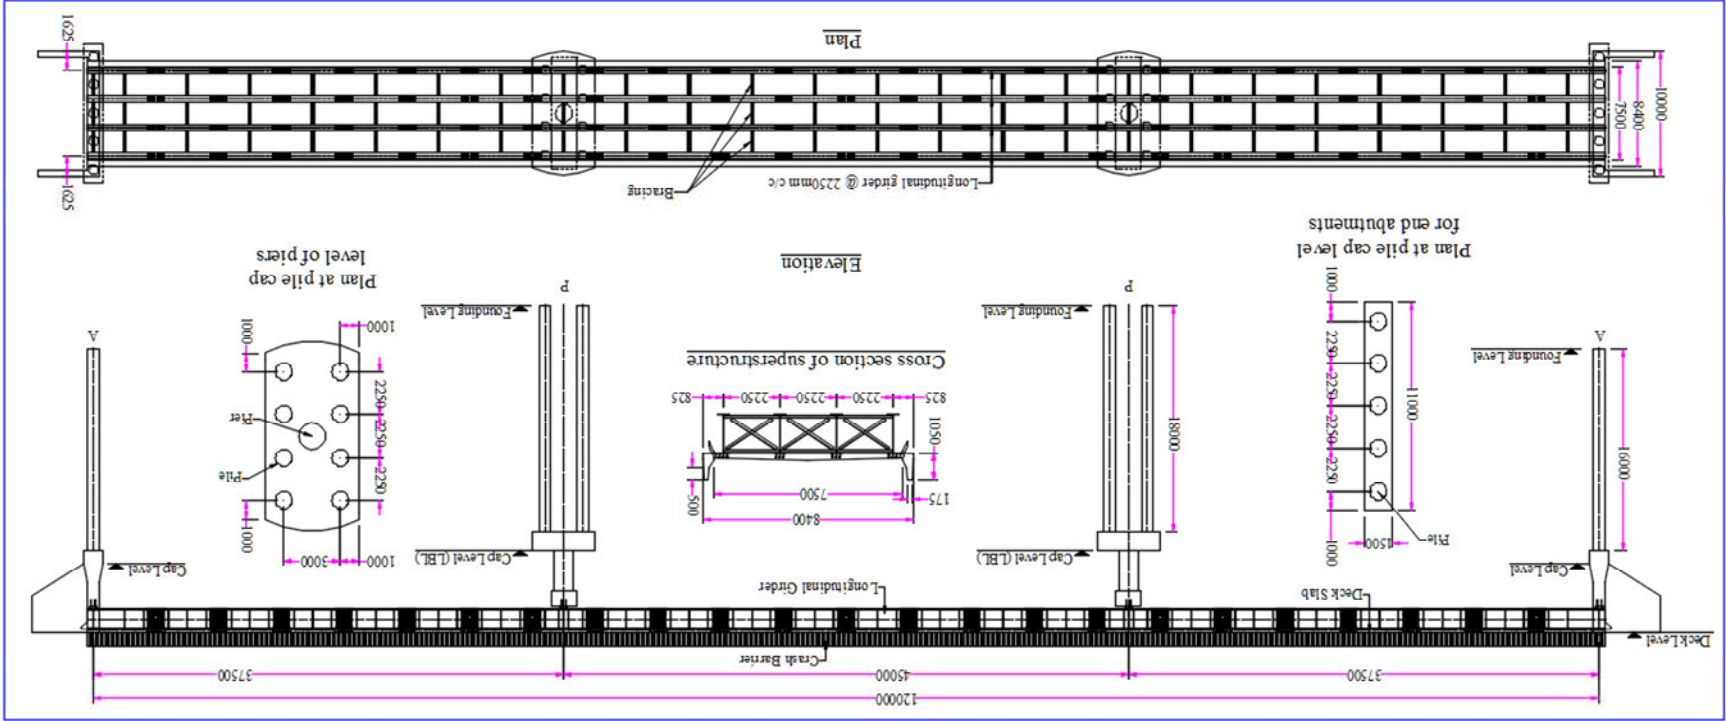 120000
37500
45000
37500
Crash Barrier
Deck Level
Deck Slab
Longitudinal Girder
Cap Level
Cap Level (LBL)
Cap Level (LBL)
Cap Level
16000
Founding Level
A
1000
1500
Pile
2250
2250
2250
2250
11000
1000
Plan at pile cap level
for end abutments
18000
Founding Level
P
8400
7500
175
500
1050
825
2250
2250
2250
825
Cross section of superstructure
Founding Level
P
1000
3000
1000
Pile
2250
2250
2250
Pier
1000
1000
Plan at pile cap
level of piers
A
Elevation
Bracing
Longitudinal girder @ 2250mm c/c
1625
10000
8400
7500
1625
Plan